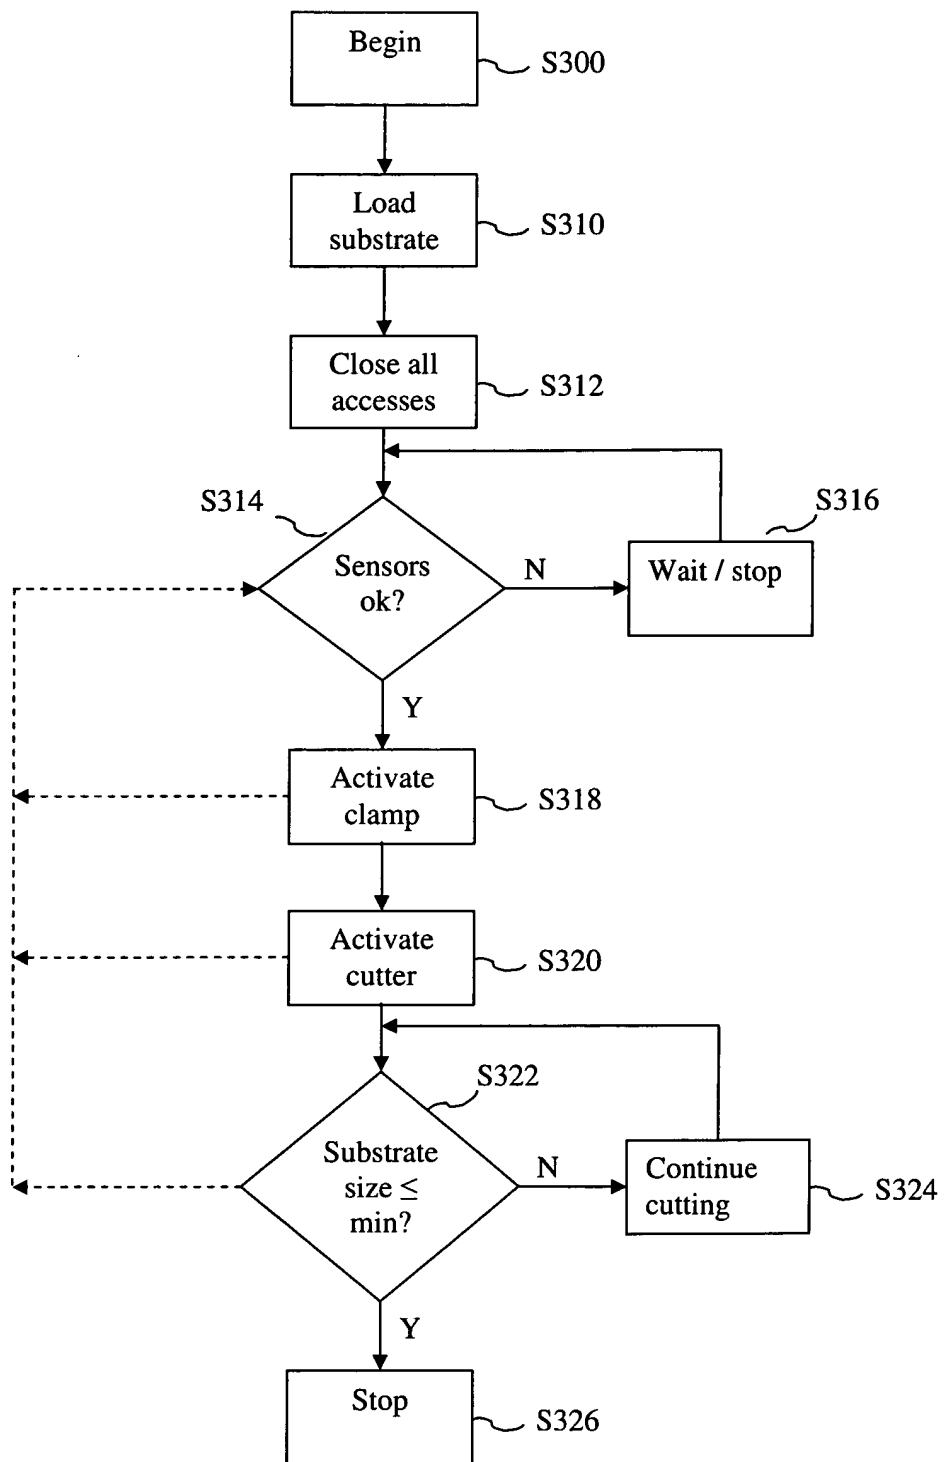 Begin
S300
Load
substrate
S310
Close all
accesses
S312
S314
S316
Sensors
ok?
N
Wait / stop
Y
Activate
clamp
S318
Activate
cutter
S320
S322
Substrate
size ≤
min?
N
Continue
cutting
S324
Y
Stop
S326